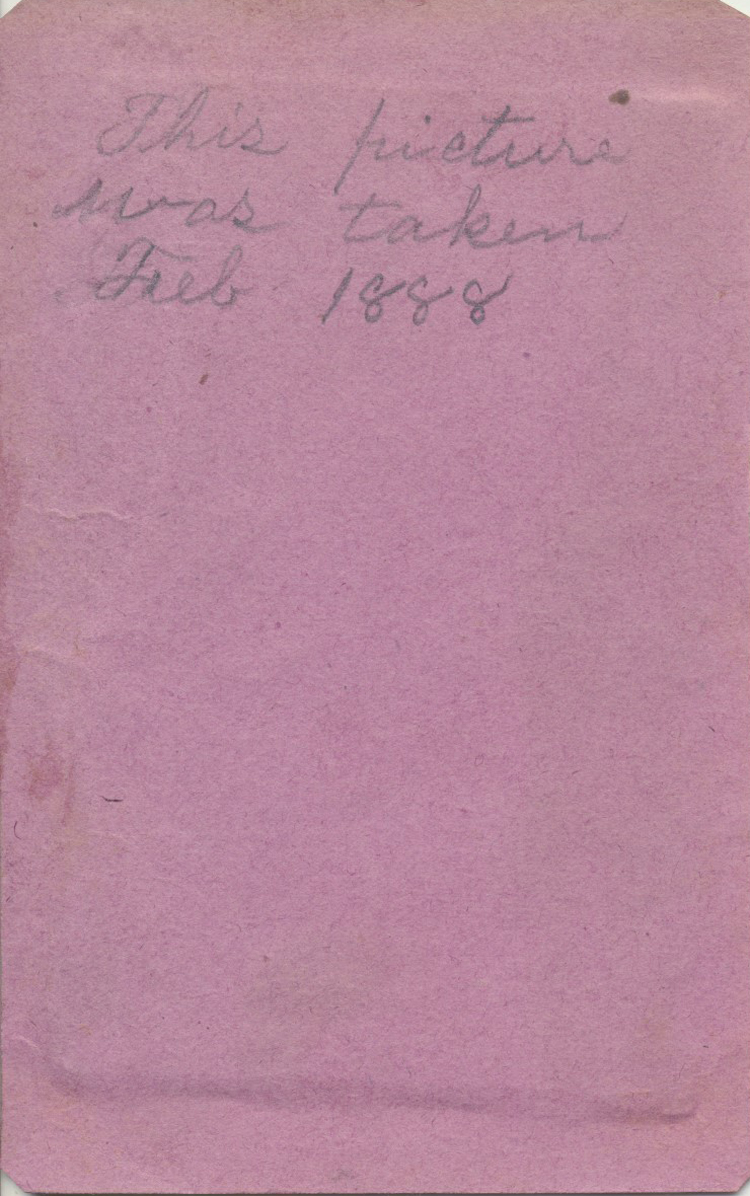 This picture
was taken
Feb 1888